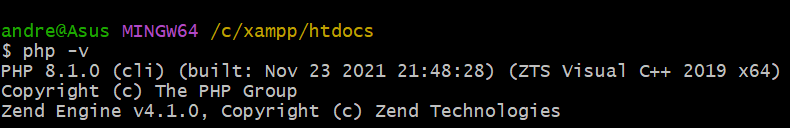 andre@Asus MINGW64 /c/xampp/htdocs
$ php -v
PHP 8.1.0 (cli) (built: Nov 23 2021 21:48:28) (ZTS Visual C++ 2019 x64)
Copyright (c) The PHP Group
Zend Engine v4.1.0, Copyright (c) Zend Technologies